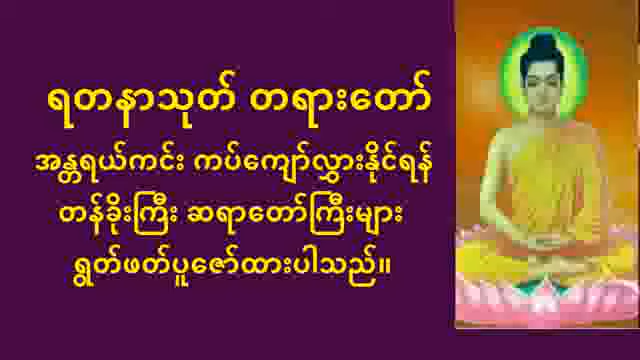 ရတနာသုတ် တရားတော်
အန္တရယ်ကင်း ကပ်ကျော်လွှားနိုင်ရန်
တန်ခိုးကြီး ဆရာတော်ကြီးများ
ရွတ်ဖတ်ပူဇော်ထားပါသည်။